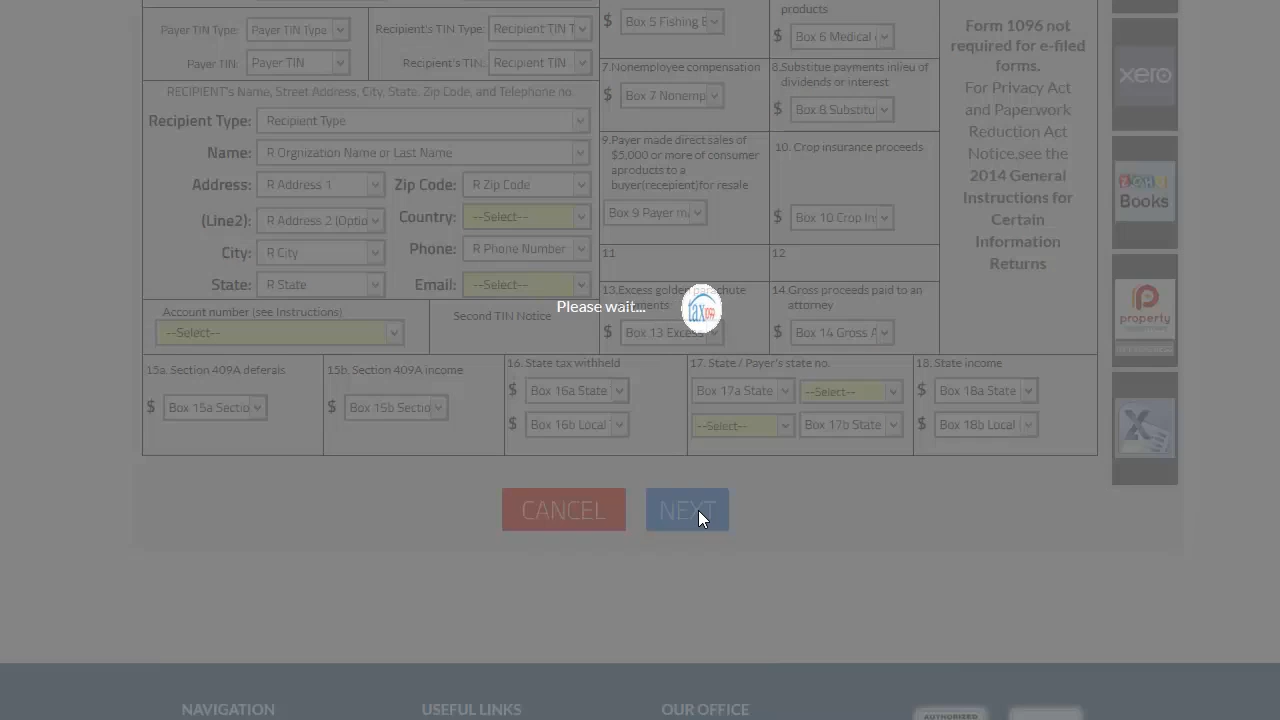 products
Payer TIN Type: Payer TIN Type
Recipient's TIN Type: Recipient TIN T
$ Box 5 Fishing B
$ Box 6 Medical
Payer TIN: Payer TIN
Recipient's TIN: Recipient TIN
7.Nonemployee compensation
$ Box 7 Nonemp
8.Substitue payments inlieu of
dividends or interest
$ Box 8 Substitu
RECIPIENT's Name, Street Address, City, State, Zip Code, and Telephone no.
Recipient Type: Recipient Type
Name: R Orgnization Name or Last Name
Address: R Address 1
Zip Code: R Zip Code
(Line2): R Address 2 (Optio
Country: --Select--
City: R City
Phone: R Phone Number
State: R State
Email: --Select--
9.Payer made direct sales of
$5,000 or more of consumer
aproducts to a
buyer(recepient)for resale
Box 9 Payer m
10. Crop insurance proceeds
$ Box 10 Crop In
11
12
13.Excess golden parachute
$ Box 13 Excess
14.Gross proceeds paid to an
attorney
$ Box 14 Gross A
Please wait...
tax
Account number (see Instructions)
--Select--
Second TIN Notice
15a. Section 409A deferals
$ Box 15a Sectio
15b. Section 409A income
$ Box 15b Sectio
16. State tax withheld
$ Box 16a State
$ Box 16b Local
17. State / Payer's state no.
Box 17a State --Select--
--Select-- Box 17b State
18. State income
$ Box 18a State
$ Box 18b Local
Form 1096 not
required for e-filed
forms.
For Privacy Act
and Paperwork
Reduction Act
Notice,see the
2014 General
Instructions for
Certain
Information
Returns
xero
ZOHO
Books
property
X
CANCEL
NEXT
NAVIGATION
USEFUL LINKS
OUR OFFICE
AUTHORISED